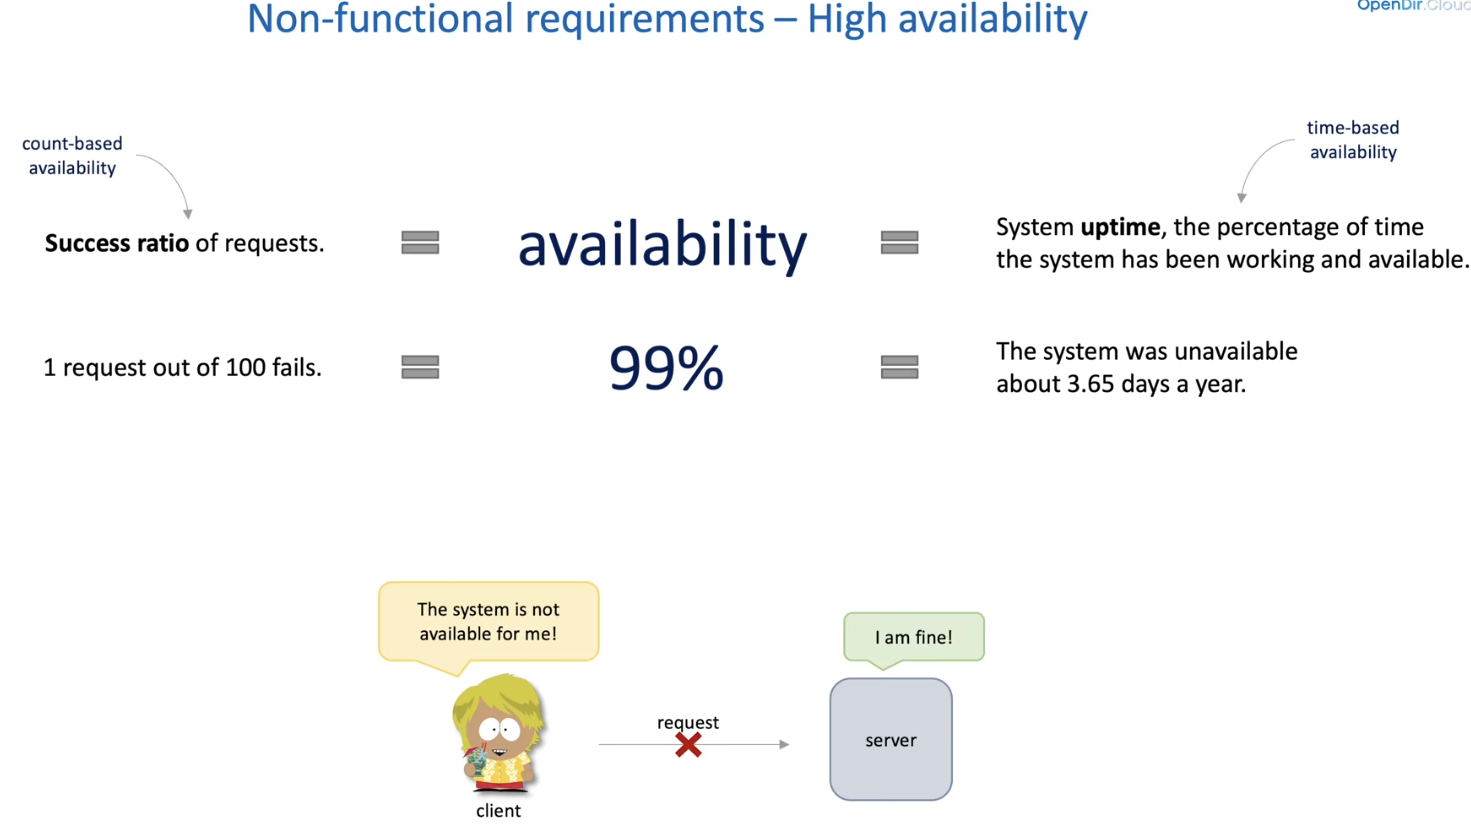 Non-functional requirements – High availability
OpenDir.Cloud
count-based
availability
time-based
availability
Success ratio of requests.
availability
System uptime, the percentage of time
the system has been working and available.
1 request out of 100 fails.
99%
The system was unavailable
about 3.65 days a year.
The system is not
available for me!
I am fine!
request
server
client